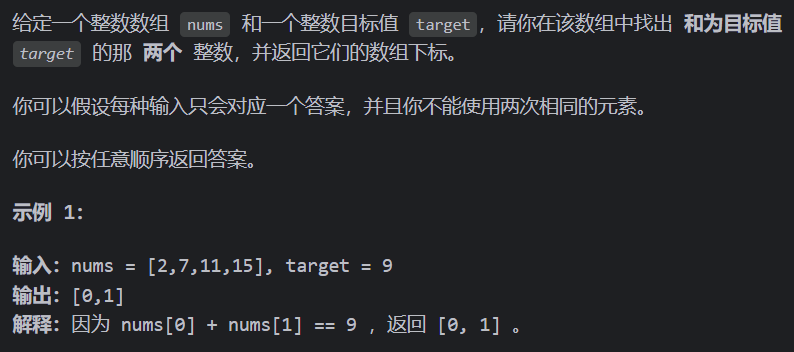 给定一个整数数组 nums 和一个整数目标值 target，请你在该数组中找出 和为目标值
target 的那 两个 整数，并返回它们的数组下标。
你可以假设每种输入只会对应一个答案，并且你不能使用两次相同的元素。
你可以按任意顺序返回答案。
示例 1：
输入：nums = [2,7,11,15], target = 9
输出：[0,1]
解释：因为 nums[0] + nums[1] == 9 ，返回 [0, 1] 。